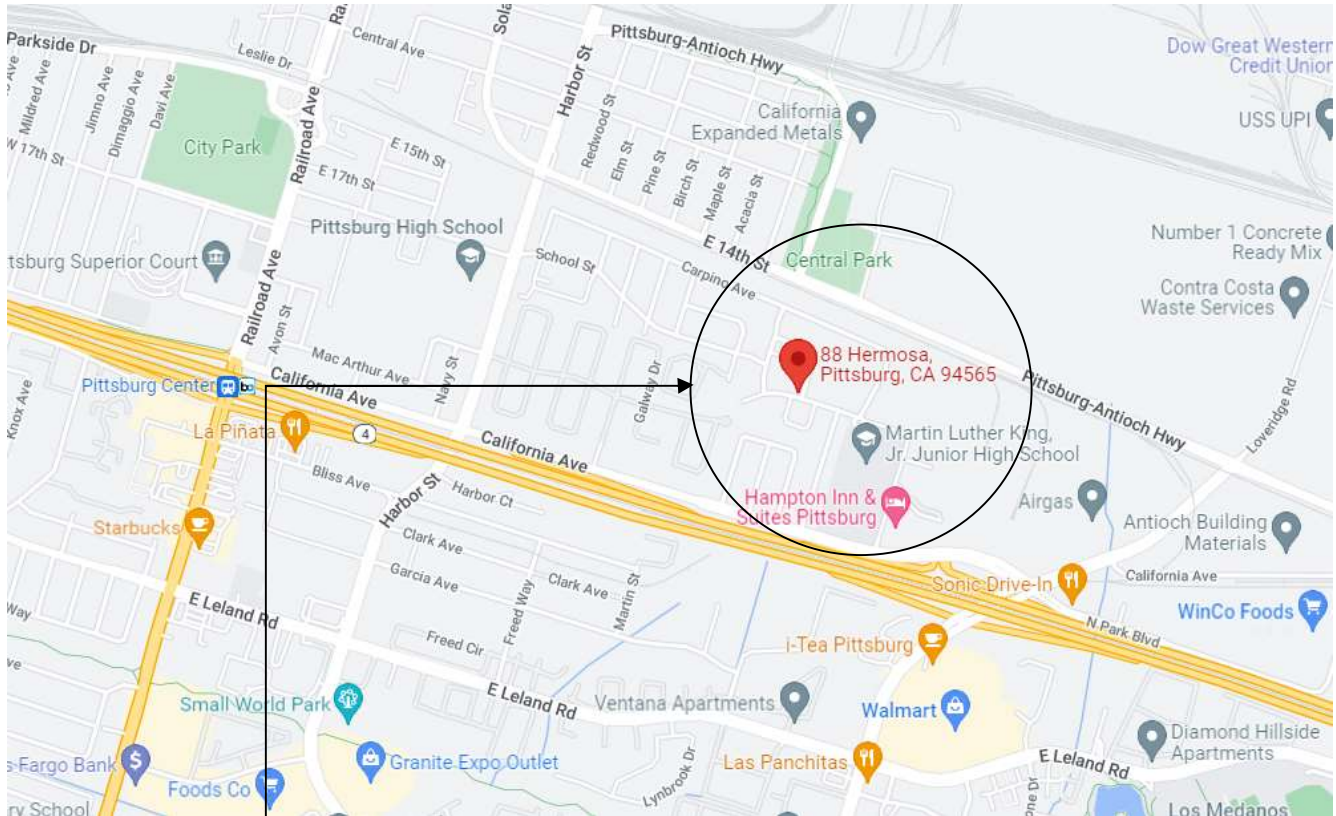 Parkside Dr
Leslie Dr
Central Ave
Pittsburg-Antioch Hwy
Dow Great Western
Credit Union
Mildred Ave
Jimno Ave
Dimaggio Ave
Davi Ave
Railroad Ave
Harbor St
Redwood St
Elm St
Pine St
Birch St
Maple St
Acacia St
California
Expanded Metals
USS UPI
W 17th St
City Park
E 15th St
E 17th St
Pittsburg High School
School St
E 14th St
Carpino Ave
Central Park
Number 1 Concrete
Ready Mix
tsburg Superior Court
Contra Costa
Waste Services
Railroad Ave
Avon St
Mac Arthur Ave
Navy St
Galway Dr
88 Hermosa,
Pittsburg, CA 94565
Pittsburg-Antioch Hwy
Loveridge Rd
Pittsburg Center
California Ave
Knox Ave
La Piñata
4
California Ave
Martin Luther King,
Jr. Junior High School
Bliss Ave
Harbor St
Harbor Ct
Hampton Inn &
Suites Pittsburg
Airgas
Antioch Building
Materials
Starbucks
Clark Ave
Garcia Ave
Clark Ave
Martin St
Freed Way
Sonic Drive-In
California Ave
WinCo Foods
N Park Blvd
Way
E Leland Rd
Freed Cir
i-Tea Pittsburg
Small World Park
E Leland Rd
Ventana Apartments
Walmart
Diamond Hillside
Apartments
s Fargo Bank
Granite Expo Outlet
Las Panchitas
E Leland Rd
Foods Co
Lynbrook Dr
ry School
Los Medanos